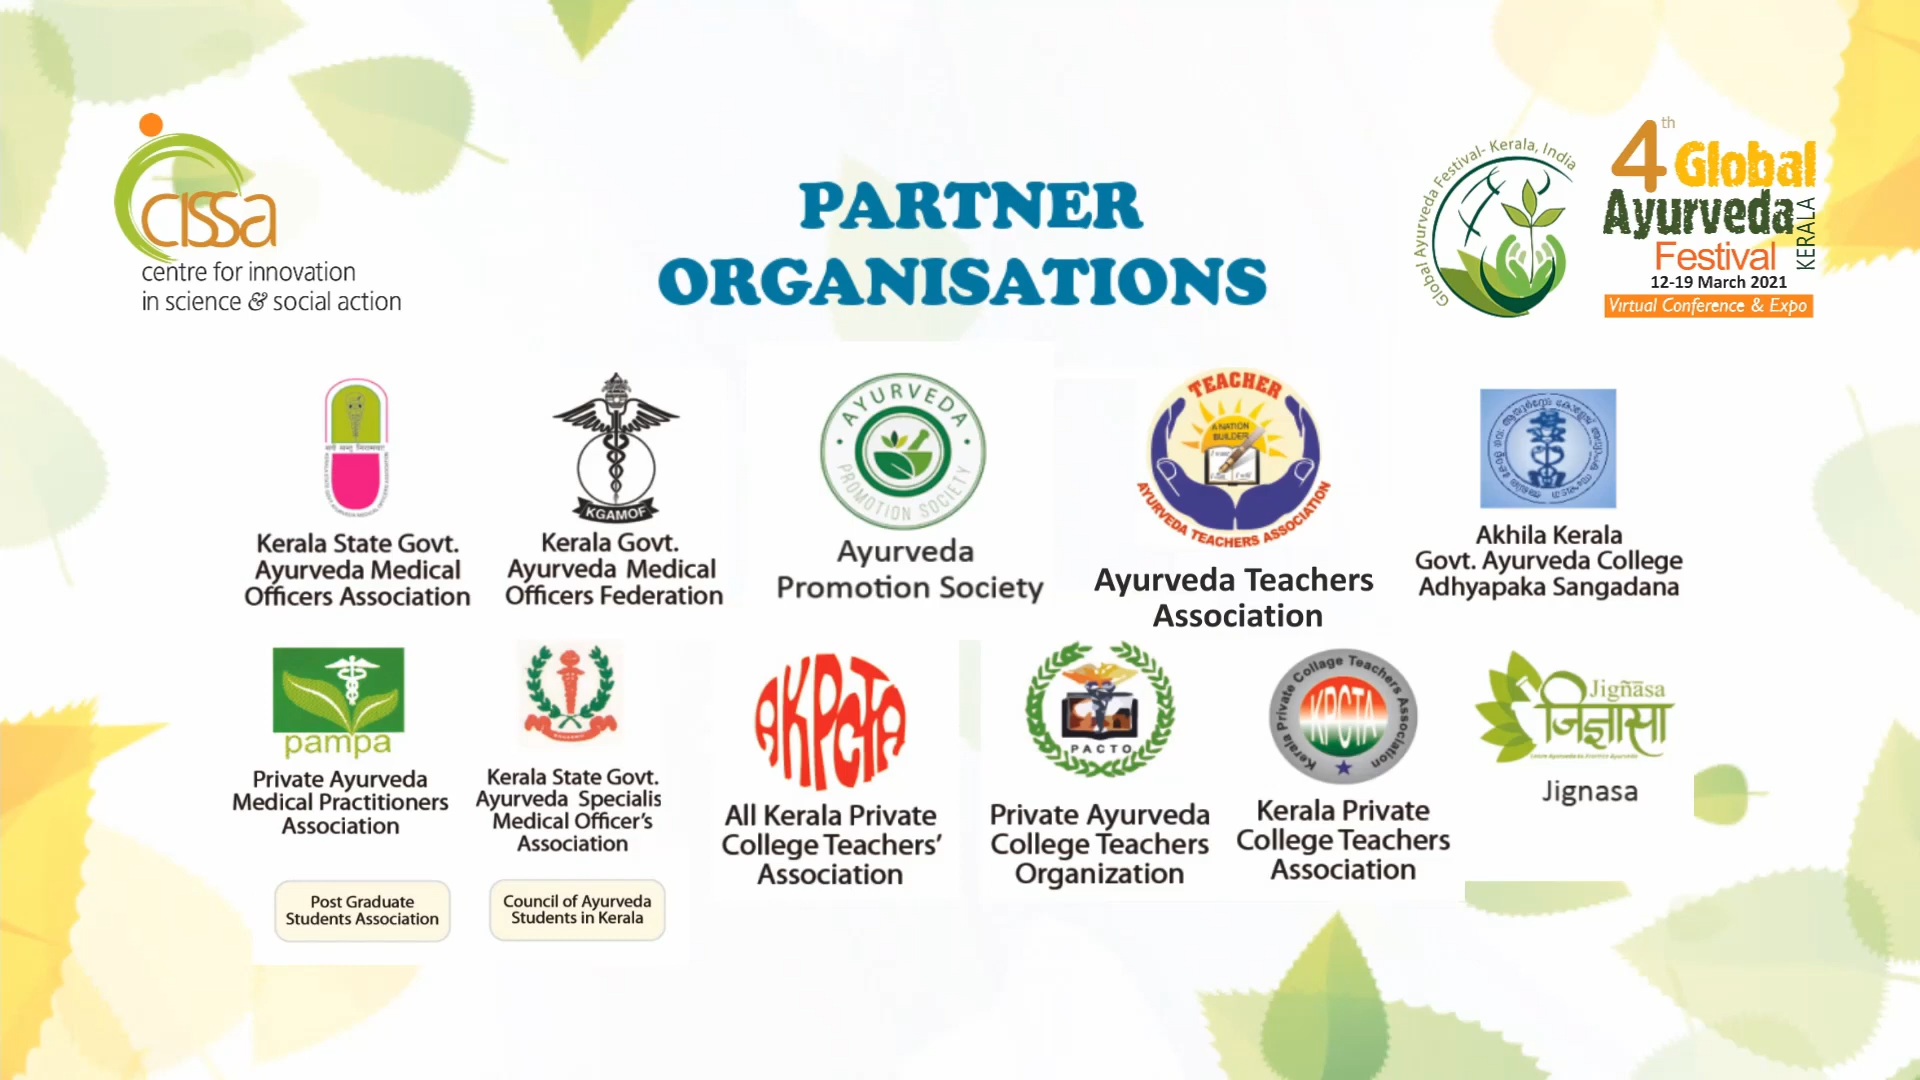 cissa
centre for innovation
in science & social action
PARTNER
ORGANISATIONS
Global Ayurveda Festival- Kerala, India
4th Global
Ayurveda
KERALA
Festival
12-19 March 2021
Virtual Conference & Expo
Kerala State Govt.
Ayurveda Medical
Officers Association
KGAMOF
Kerala Govt.
Ayurveda Medical
Officers Federation
AYURVEDA
PROMOTION SOCIETY
Ayurveda
Promotion Society
TEACHER
A NATION
BUILDER
AYURVEDA TEACHERS ASSOCIATION
Ayurveda Teachers
Association
Akhila Kerala
Govt. Ayurveda College
Adhyapaka Sangadana
pampa
Private Ayurveda
Medical Practitioners
Association
Kerala State Govt.
Ayurveda Specialis
Medical Officer's
Association
AKPCTA
All Kerala Private
College Teachers'
Association
PACTO
Private Ayurveda
College Teachers
Organization
Kerala Private Collage Teachers Association
KPCTA
Kerala Private
College Teachers
Association
Jigñāsa
जिज्ञासा
Jignasa
Post Graduate
Students Association
Council of Ayurveda
Students in Kerala